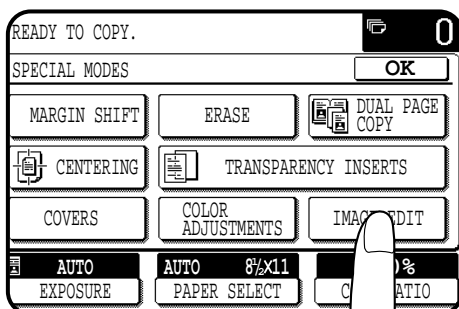 READY TO COPY. 0
SPECIAL MODES OK
MARGIN SHIFT ERASE DUAL PAGE
COPY
CENTERING TRANSPARENCY INSERTS
COVERS COLOR
ADJUSTMENTS EDIT
AUTO AUTO 8½X11 %
EXPOSURE PAPER SELECT